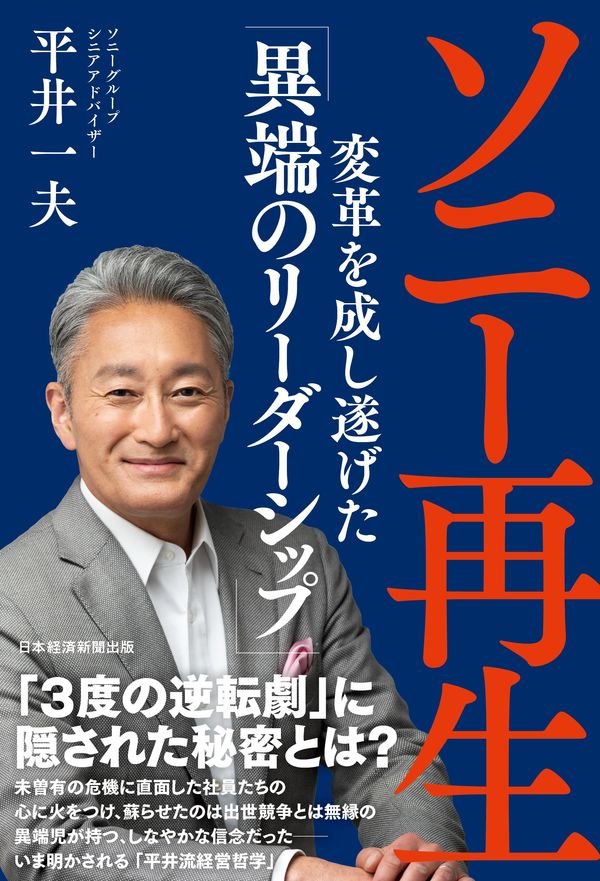 ソニー再生
変革を成し遂げた
「異端のリーダーシップ」
ソニーグループ
シニアアドバイザー
平井一夫
日本経済新聞出版
「3度の逆転劇」に
隠された秘密とは?
未曽有の危機に直面した社員たちの
心に火をつけ、蘇らせたのは出世競争とは無縁の
異端児が持つ、しなやかな信念だった――
いま明かされる「平井流経営哲学」